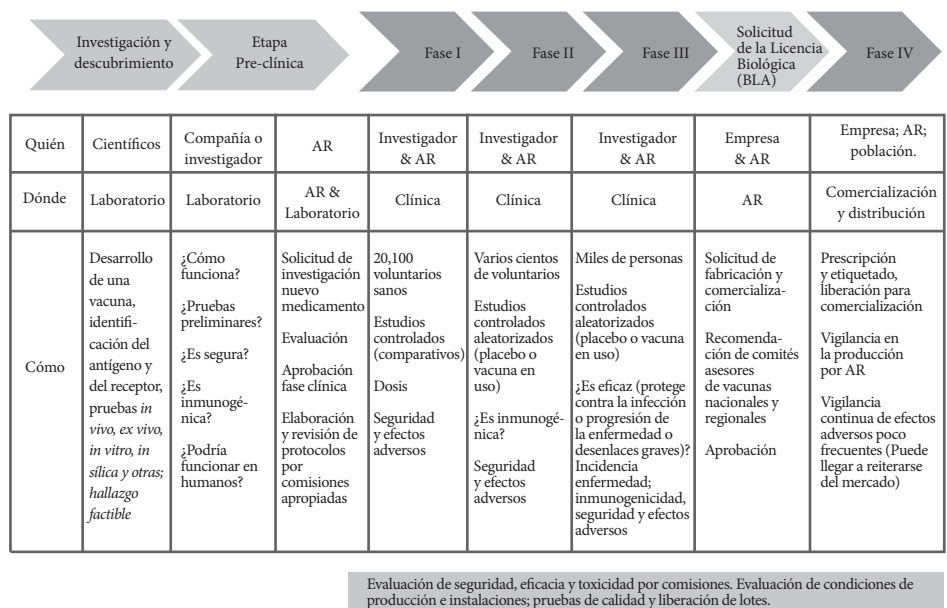 Investigación y
descubrimiento
Etapa
Pre-clínica
Fase I
Fase II
Fase III
Solicitud
de la Licencia
Biológica
(BLA)
Fase IV
Quién
Científicos
Compañía o
investigador
AR
Investigador
& AR
Investigador
& AR
Investigador
& AR
Empresa
& AR
Empresa; AR;
población.
Dónde
Laboratorio
Laboratorio
AR &
Laboratorio
Clínica
Clínica
Clínica
AR
Comercialización
y distribución
Cómo
Desarrollo
de una
vacuna,
identifi-
cación del
antígeno y
del receptor,
pruebas in
vivo, ex vivo,
in vitro, in
sílica y otras;
hallazgo
factible
¿Cómo
funciona?
¿Pruebas
preliminares?
¿Es segura?
¿Es
inmunogé-
nica?
¿Podría
funcionar en
humanos?
Solicitud de
investigación
nuevo
medicamento
Evaluación
Aprobación
fase clínica
Elaboración
y revisión de
protocolos
por
comisiones
apropiadas
20,100
voluntarios
sanos
Estudios
controlados
(comparativos)
Dosis
Seguridad
y efectos
adversos
Varios cientos
de voluntarios
Estudios
controlados
aleatorizados
(placebo o
vacuna en
uso)
¿Es inmunogé-
nica?
Seguridad
y efectos
adversos
Miles de personas
Estudios
controlados
aleatorizados
(placebo o vacuna
en uso)
¿Es eficaz (protege
contra la infección
o progresión de
la enfermedad o
desenlaces graves)?
Incidencia
enfermedad;
inmunogenicidad,
seguridad y efectos
adversos
Solicitud de
fabricación y
comercializa-
ción
Recomenda-
ción de comités
asesores
de vacunas
nacionales y
regionales
Aprobación
Prescripción
y etiquetado,
liberación para
comercialización
Vigilancia en
la producción
por AR
Vigilancia
continua de efectos
adversos poco
frecuentes (Puede
llegar a reiterarse
del mercado)
Evaluación de seguridad, eficacia y toxicidad por comisiones. Evaluación de condiciones de
producción e instalaciones; pruebas de calidad y liberación de lotes.